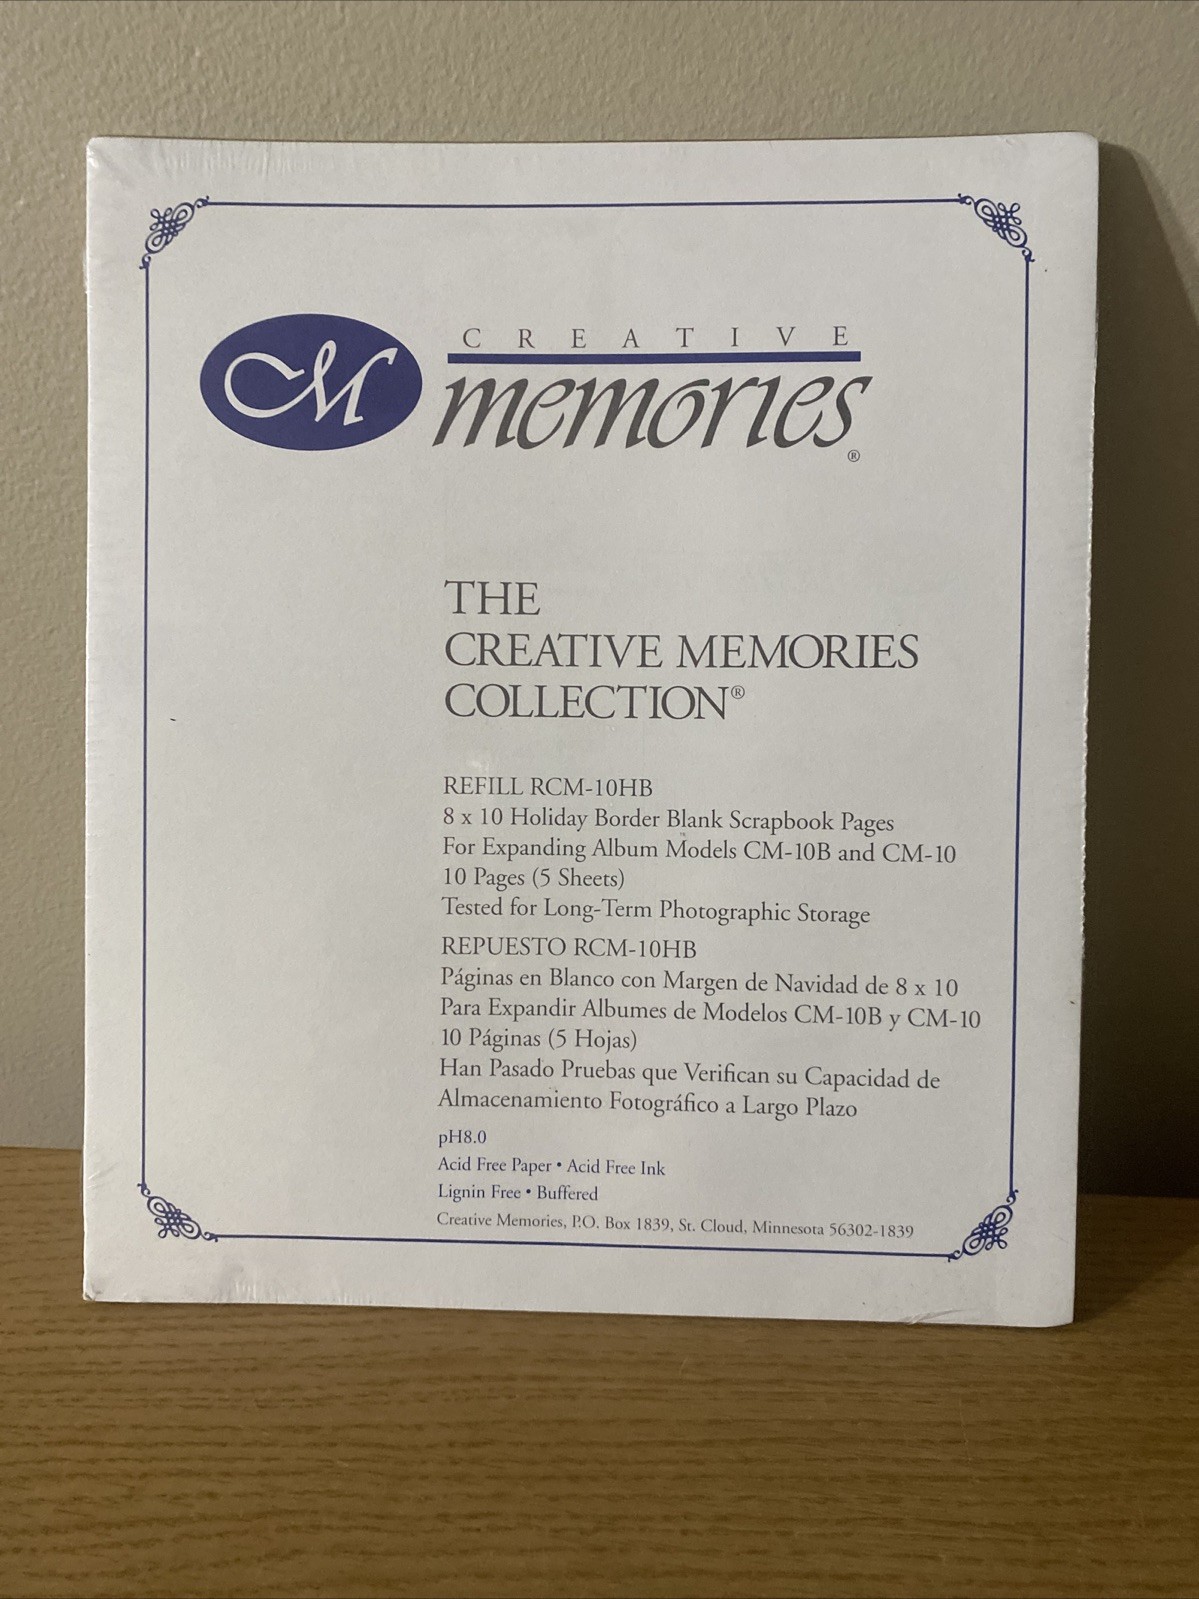 M
CREATIVE
memories®
THE
CREATIVE MEMORIES
COLLECTION®
REFILL RCM-10HB
8 x 10 Holiday Border Blank Scrapbook Pages
For Expanding Album Models CM-10B and CM-10
10 Pages (5 Sheets)
Tested for Long-Term Photographic Storage
REPUESTO RCM-10HB
Páginas en Blanco con Margen de Navidad de 8 x 10
Para Expandir Albumes de Modelos CM-10B y CM-10
10 Páginas (5 Hojas)
Han Pasado Pruebas que Verifican su Capacidad de
Almacenamiento Fotográfico a Largo Plazo
pH8.0
Acid Free Paper • Acid Free Ink
Lignin Free • Buffered
Creative Memories, P.O. Box 1839, St. Cloud, Minnesota 56302-1839